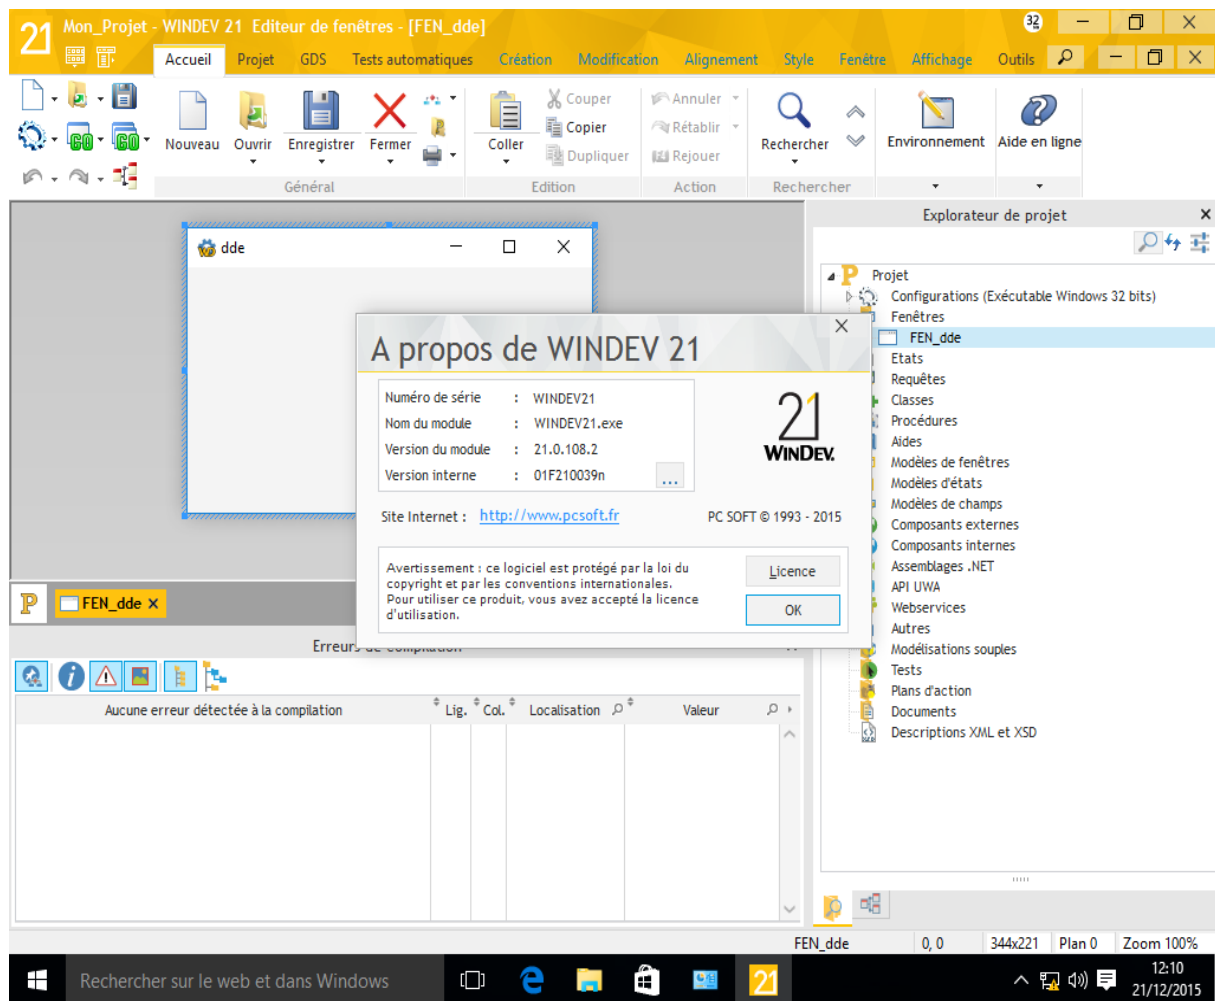 21 Mon_Projet - WINDEV 21 Editeur de fenêtres - [FEN_dde] 32
Accueil Projet GDS Tests automatiques Création Modification Alignement Style Fenêtre Affichage Outils
Nouveau Ouvrir Enregistrer Fermer Coller Couper Copier Dupliquer Annuler Rétablir Rejouer Rechercher Environnement Aide en ligne
GO GO
Général Edition Action Rechercher
Explorateur de projet
dde
Projet
Configurations (Exécutable Windows 32 bits)
Fenêtres
FEN_dde
Etats
Requêtes
Classes
Procédures
Aides
Modèles de fenêtres
Modèles d'états
Modèles de champs
Composants externes
Composants internes
Assemblages .NET
API UWA
Webservices
Autres
Modélisations souples
Tests
Plans d'action
Documents
Descriptions XML et XSD
A propos de WINDEV 21
Numéro de série : WINDEV21
Nom du module : WINDEV21.exe
Version du module : 21.0.108.2
Version interne : 01F210039n
...
21
WINDEV.
Site Internet : http://www.pcsoft.fr
PC SOFT © 1993 - 2015
Avertissement : ce logiciel est protégé par la loi du
copyright et par les conventions internationales.
Pour utiliser ce produit, vous avez accepté la licence
d'utilisation.
Licence
OK
P FEN_dde
Erreurs de compilation
Aucune erreur détectée à la compilation Lig. Col. Localisation Valeur
FEN_dde 0, 0 344x221 Plan 0 Zoom 100%
Rechercher sur le web et dans Windows
21
12:10
21/12/2015